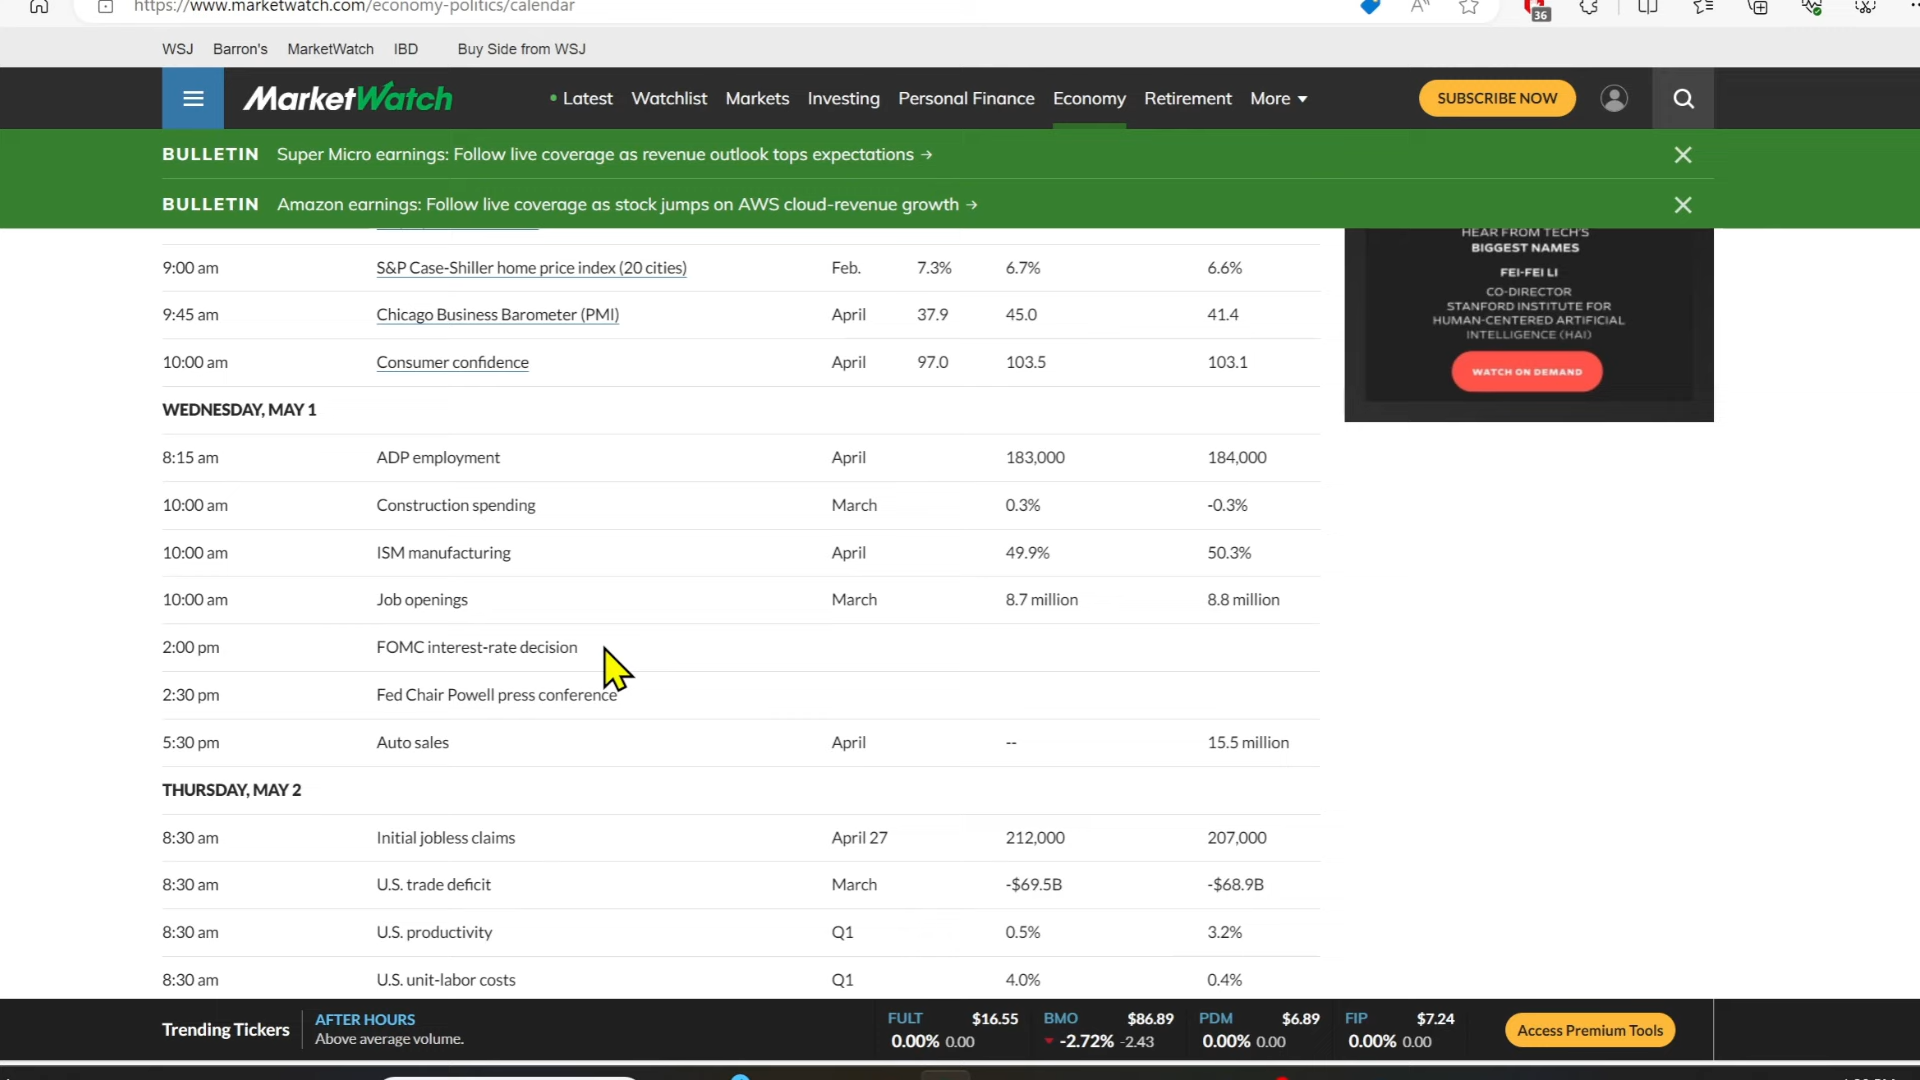 https://www.marketwatch.com/economy-politics/calendar
36
WSJ Barron's MarketWatch IBD Buy Side from WSJ
MarketWatch Latest Watchlist Markets Investing Personal Finance Economy Retirement More SUBSCRIBE NOW
BULLETIN Super Micro earnings: Follow live coverage as revenue outlook tops expectations →
BULLETIN Amazon earnings: Follow live coverage as stock jumps on AWS cloud-revenue growth →
HEAR FROM TECH'S
BIGGEST NAMES
FEI-FEI LI
CO-DIRECTOR
STANFORD INSTITUTE FOR
HUMAN-CENTERED ARTIFICIAL
INTELLIGENCE (HAI)
WATCH ON DEMAND
9:00 am S&P Case-Shiller home price index (20 cities) Feb. 7.3% 6.7% 6.6%
9:45 am Chicago Business Barometer (PMI) April 37.9 45.0 41.4
10:00 am Consumer confidence April 97.0 103.5 103.1
WEDNESDAY, MAY 1
8:15 am ADP employment April 183,000 184,000
10:00 am Construction spending March 0.3% -0.3%
10:00 am ISM manufacturing April 49.9% 50.3%
10:00 am Job openings March 8.7 million 8.8 million
2:00 pm FOMC interest-rate decision
2:30 pm Fed Chair Powell press conference
5:30 pm Auto sales April -- 15.5 million
THURSDAY, MAY 2
8:30 am Initial jobless claims April 27 212,000 207,000
8:30 am U.S. trade deficit March -$69.5B -$68.9B
8:30 am U.S. productivity Q1 0.5% 3.2%
8:30 am U.S. unit-labor costs Q1 4.0% 0.4%
Trending Tickers
AFTER HOURS
Above average volume.
FULT $16.55 BMO $86.89 PDM $6.89 FIP $7.24
0.00% 0.00 -2.72% -2.43 0.00% 0.00 0.00% 0.00
Access Premium Tools